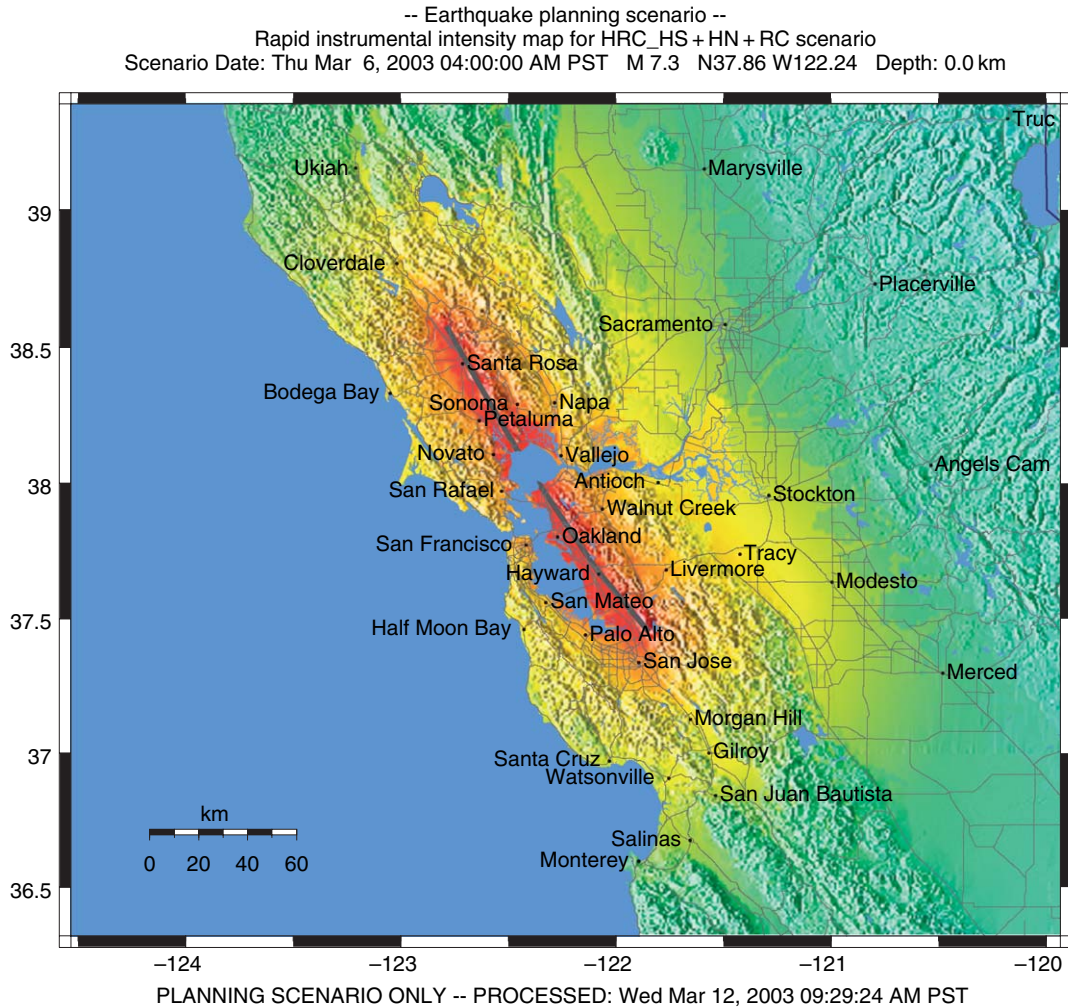 -- Earthquake planning scenario --
Rapid instrumental intensity map for HRC_HS + HN + RC scenario
Scenario Date: Thu Mar 6, 2003 04:00:00 AM PST M 7.3 N37.86 W122.24 Depth: 0.0 km
Truc
Ukiah
Marysville
39
Cloverdale
Placerville
Sacramento
38.5
Santa Rosa
Bodega Bay
Sonoma
Napa
Petaluma
Novato
Vallejo
Angels Cam
38
Antioch
San Rafael
Stockton
Walnut Creek
San Francisco
Oakland
Tracy
Hayward
Livermore
Modesto
San Mateo
37.5
Half Moon Bay
Palo Alto
San Jose
Merced
Morgan Hill
37
Santa Cruz
Gilroy
Watsonville
San Juan Bautista
km
Salinas
0 20 40 60
Monterey
36.5
−124 −123 −122 −121 −120
PLANNING SCENARIO ONLY -- PROCESSED: Wed Mar 12, 2003 09:29:24 AM PST